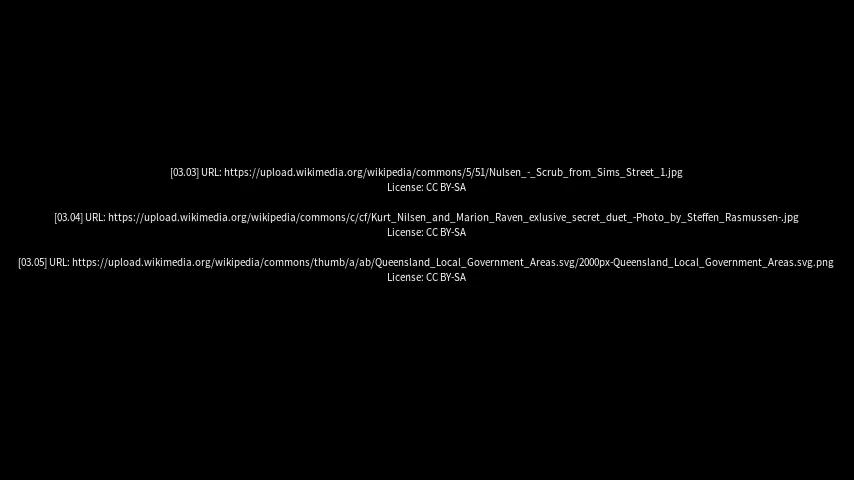 [03.03] URL: https://upload.wikimedia.org/wikipedia/commons/5/51/Nulsen_-_Scrub_from_Sims_Street_1.jpg
License: CC BY-SA
[03.04] URL: https://upload.wikimedia.org/wikipedia/commons/c/cf/Kurt_Nilsen_and_Marion_Raven_exlusive_secret_duet_-Photo_by_Steffen_Rasmussen-.jpg
License: CC BY-SA
[03.05] URL: https://upload.wikimedia.org/wikipedia/commons/thumb/a/ab/Queensland_Local_Government_Areas.svg/2000px-Queensland_Local_Government_Areas.svg.png
License: CC BY-SA